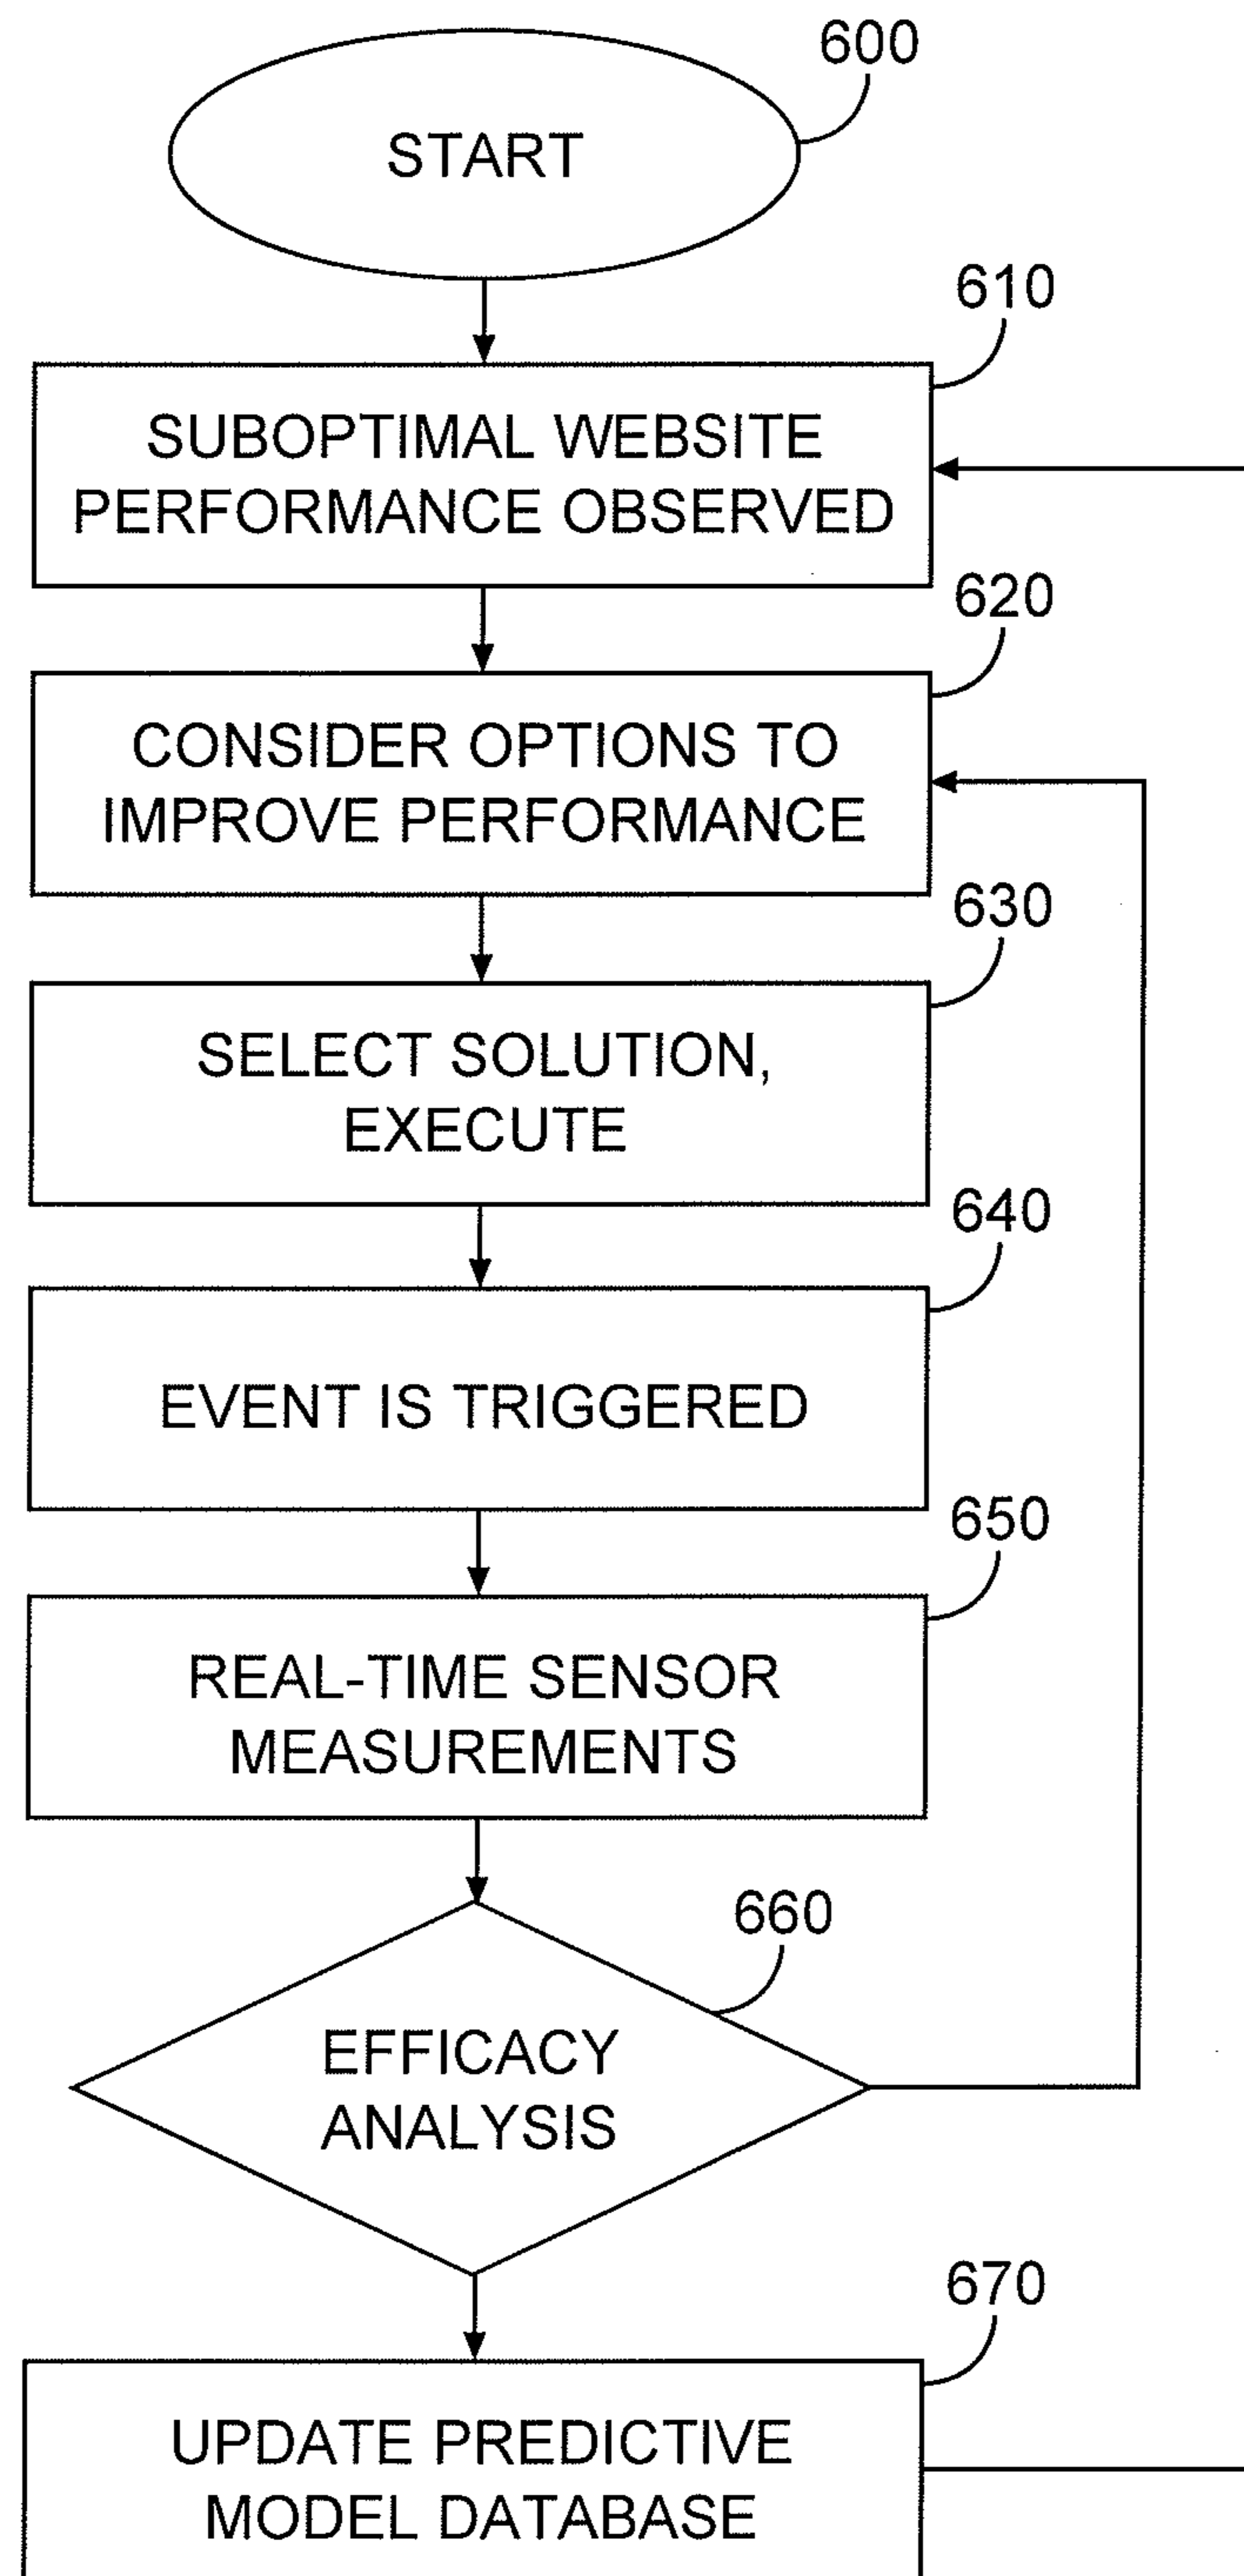 600
START
610
SUBOPTIMAL WEBSITE
PERFORMANCE OBSERVED
620
CONSIDER OPTIONS TO
IMPROVE PERFORMANCE
630
SELECT SOLUTION,
EXECUTE
640
EVENT IS TRIGGERED
650
REAL-TIME SENSOR
MEASUREMENTS
660
EFFICACY
ANALYSIS
670
UPDATE PREDICTIVE
MODEL DATABASE